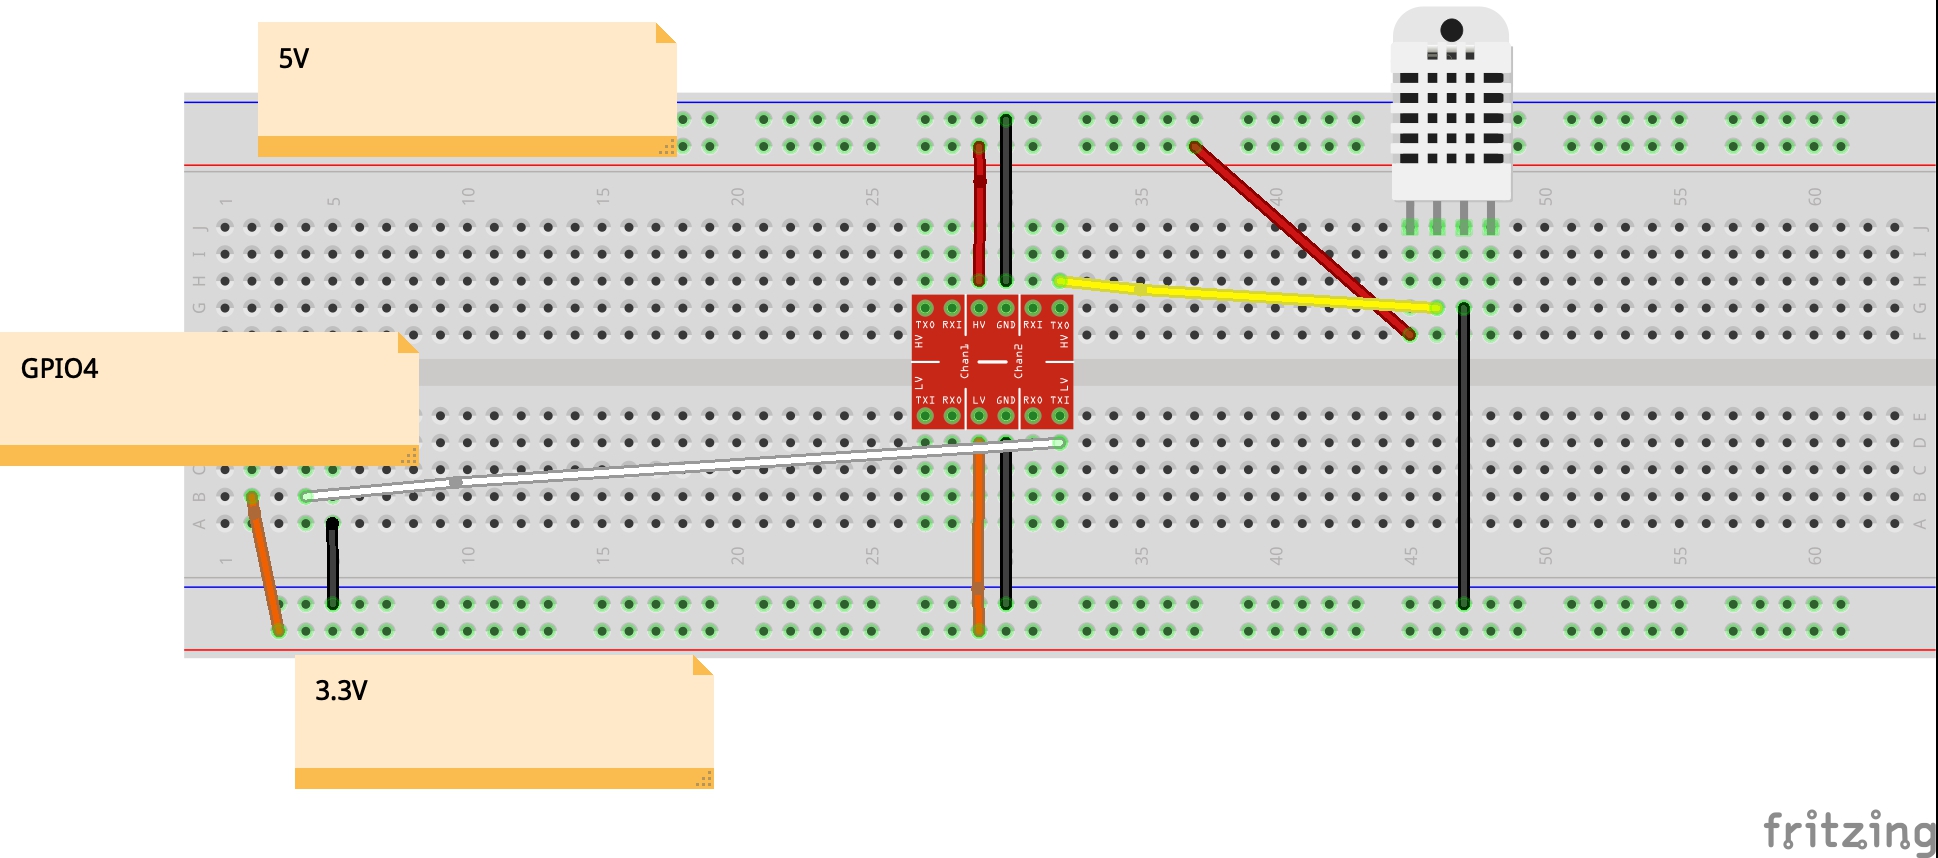 5V
1 5 10 15 20 25 35 40 50 55 60
J J
I I
H H
G G
F
TXO RXI HV GND RXI TXO
HV Chan1 Chan2 HV
GPIO4
LV LV
TXI RXO LV GND RXO TXI
E
D
C C
B B
A A
1 10 15 20 25 35 40 45 50 55 60
3.3V
fritzing